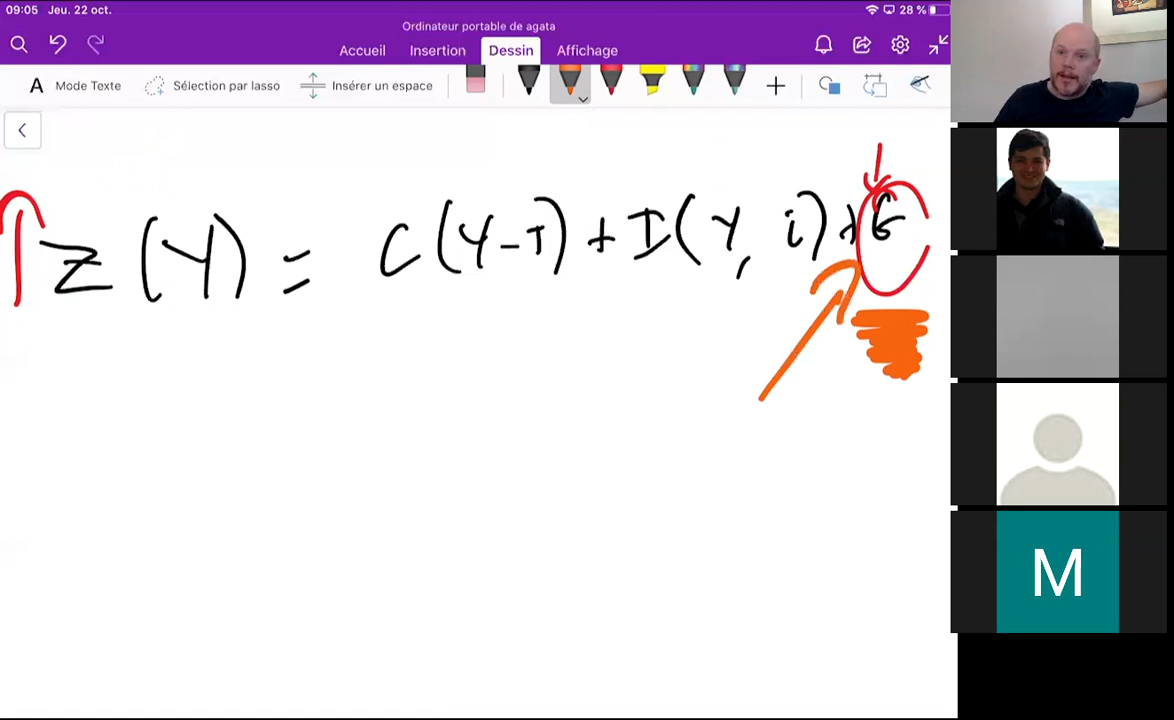 09:05 Jeu. 22 oct.
28 %
Ordinateur portable de agata
Accueil Insertion Dessin Affichage
A Mode Texte Sélection par lasso Insérer un espace
Z (Y) = C (Y-T) + I (Y, i) + G
M